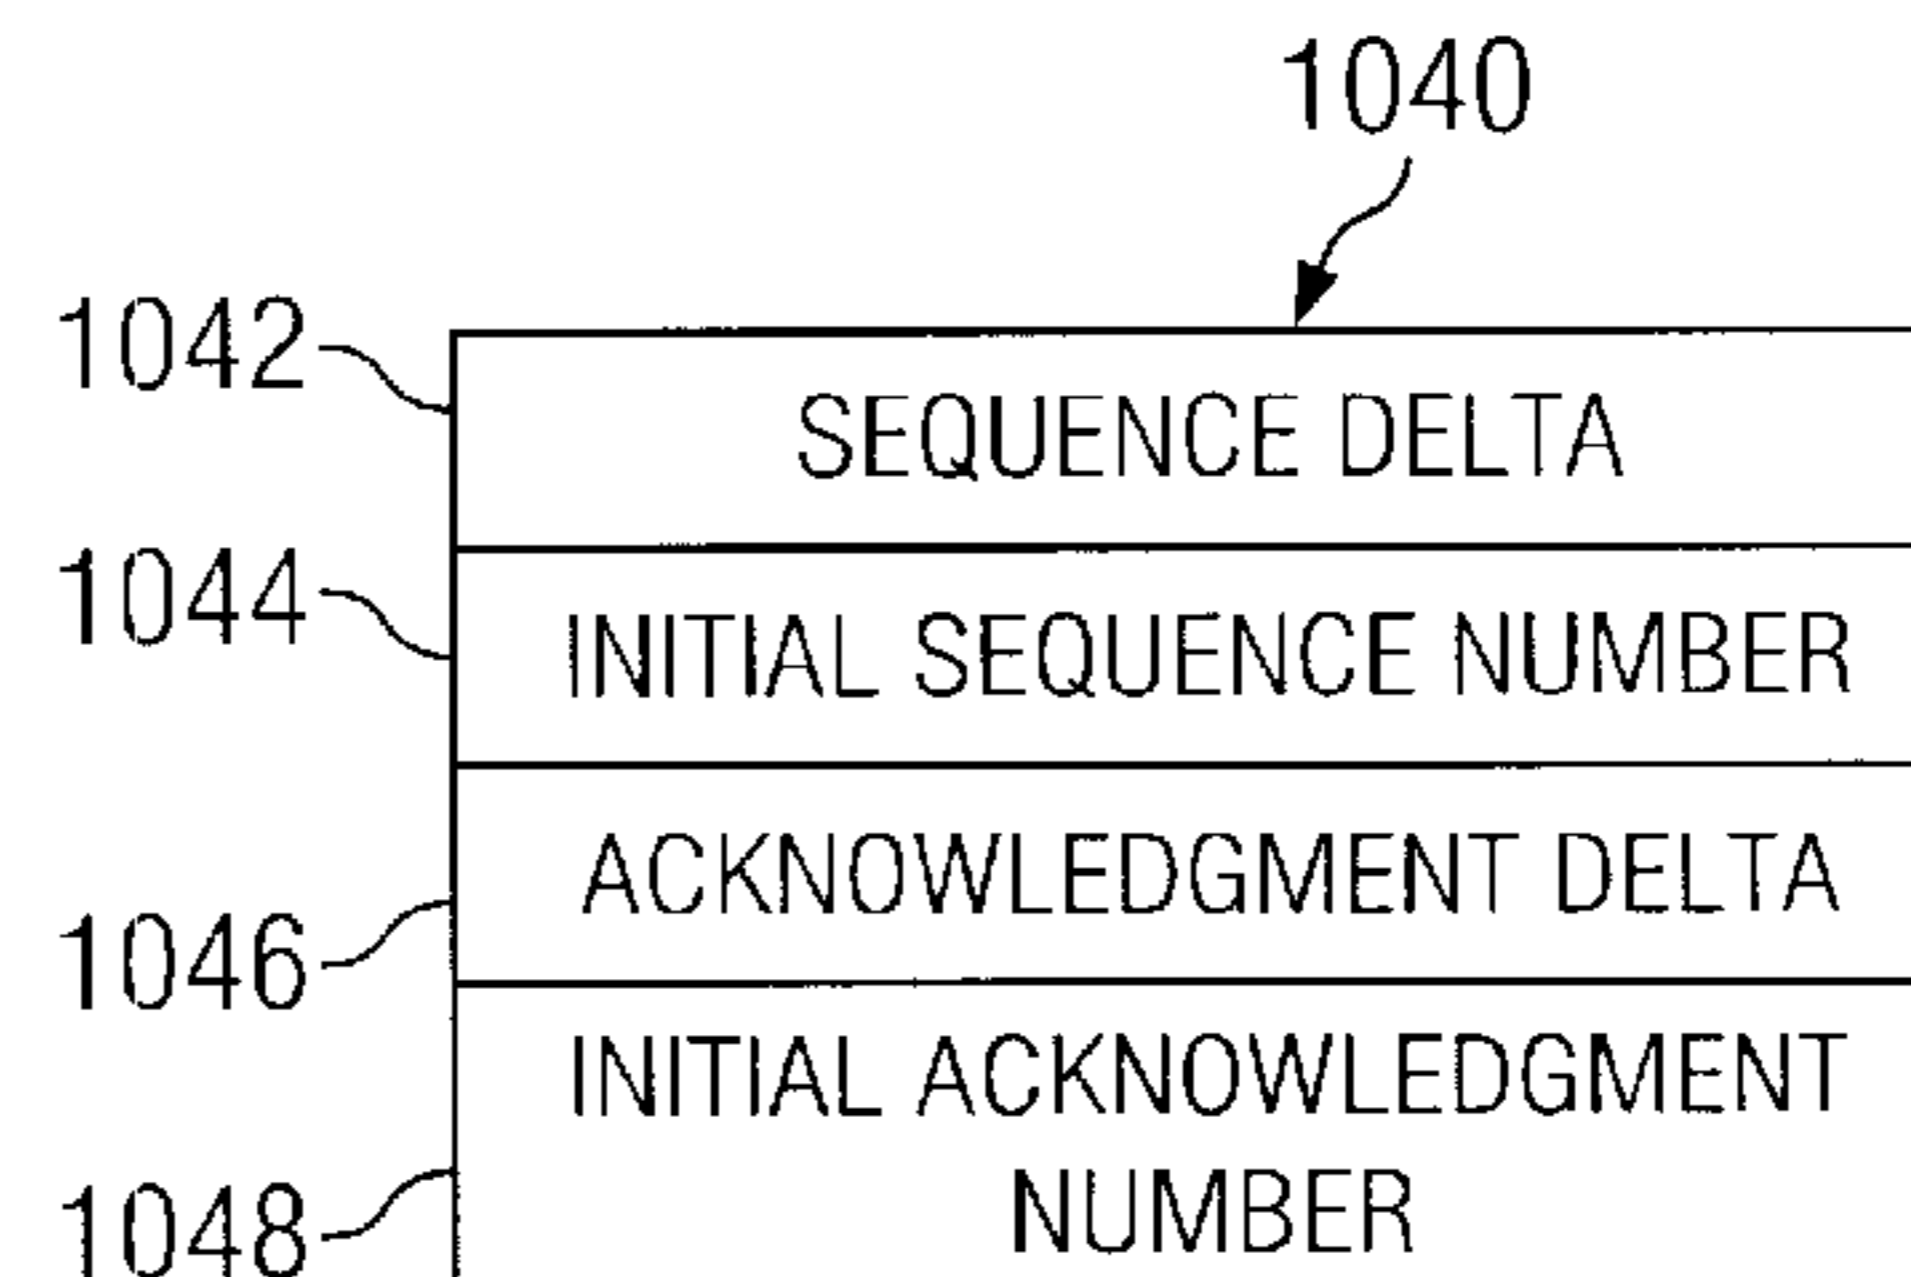 1040
1042
SEQUENCE DELTA
1044
INITIAL SEQUENCE NUMBER
ACKNOWLEDGMENT DELTA
1046
INITIAL ACKNOWLEDGMENT
NUMBER
1048